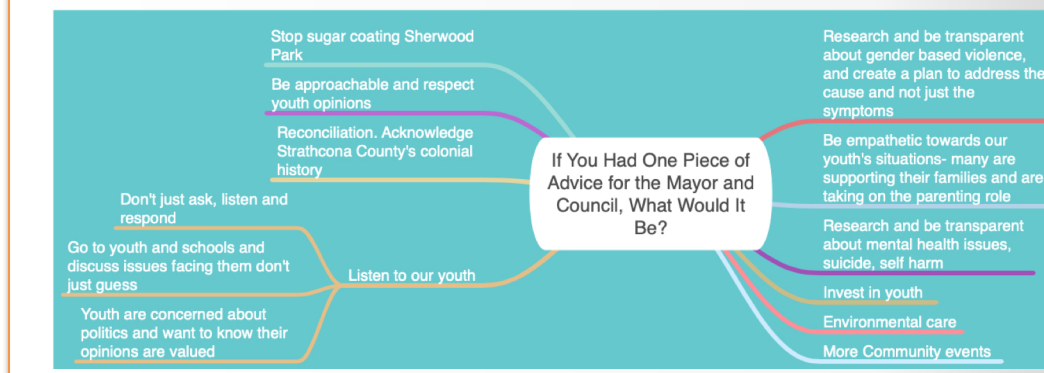 Stop sugar coating Sherwood
Park
Be approachable and respect
youth opinions
Reconciliation. Acknowledge
Strathcona County's colonial
history
Don't just ask, listen and
respond
Go to youth and schools and
discuss issues facing them don't
just guess
Youth are concerned about
politics and want to know their
opinions are valued
Listen to our youth
If You Had One Piece of
Advice for the Mayor and
Council, What Would It
Be?
Research and be transparent
about gender based violence,
and create a plan to address the
cause and not just the
symptoms
Be empathetic towards our
youth's situations- many are
supporting their families and are
taking on the parenting role
Research and be transparent
about mental health issues,
suicide, self harm
Invest in youth
Environmental care
More Community events